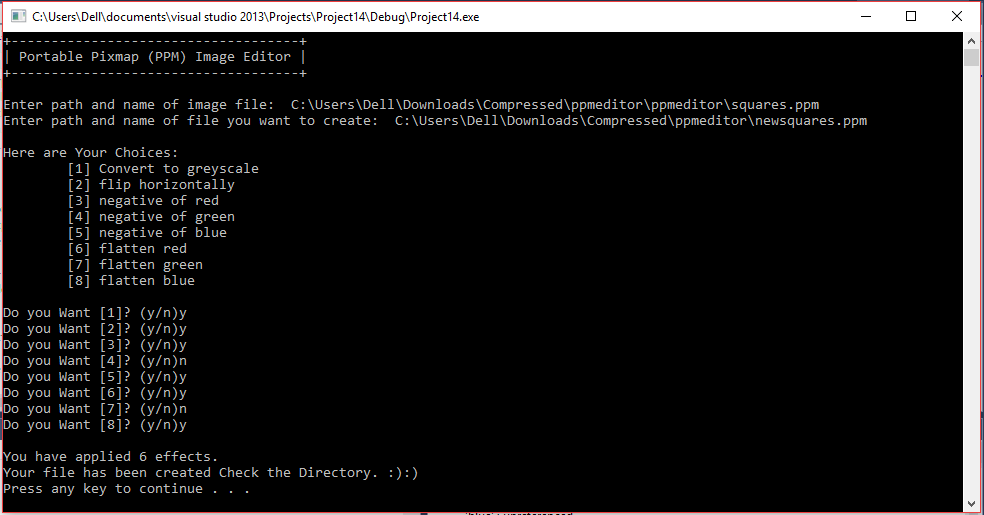 C:\Users\Dell\documents\visual studio 2013\Projects\Project14\Debug\Project14.exe
+------------------------------------+
| Portable Pixmap (PPM) Image Editor |
+------------------------------------+
Enter path and name of image file:  C:\Users\Dell\Downloads\Compressed\ppmeditor\ppmeditor\squares.ppm
Enter path and name of file you want to create:  C:\Users\Dell\Downloads\Compressed\ppmeditor\newsquares.ppm
Here are Your Choices:
[1] Convert to greyscale
[2] flip horizontally
[3] negative of red
[4] negative of green
[5] negative of blue
[6] flatten red
[7] flatten green
[8] flatten blue
Do you Want [1]? (y/n)y
Do you Want [2]? (y/n)y
Do you Want [3]? (y/n)y
Do you Want [4]? (y/n)n
Do you Want [5]? (y/n)y
Do you Want [6]? (y/n)y
Do you Want [7]? (y/n)n
Do you Want [8]? (y/n)y
You have applied 6 effects.
Your file has been created Check the Directory. :):)
Press any key to continue . . .